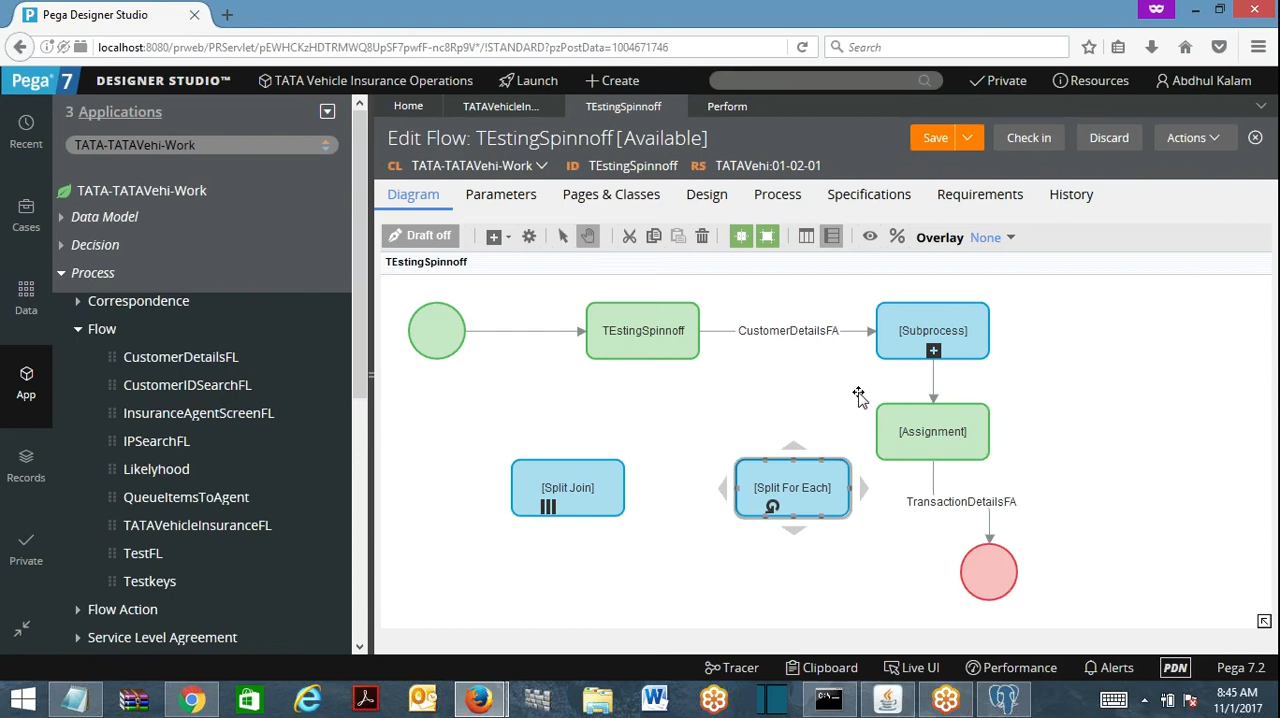 Pega Designer Studio
localhost:8080/prweb/PRServlet/pEWHCKzHDTRMWQ8UpSF7pwfF-nc8Rp9V*/!STANDARD?pzPostData=1004671746
Search
Pega 7
DESIGNER STUDIO™
TATA Vehicle Insurance Operations
Launch
Create
Private
Resources
Abdhul Kalam
Recent
Cases
Data
App
Records
Private
3 Applications
TATA-TATAVehi-Work
TATA-TATAVehi-Work
Data Model
Decision
Process
Correspondence
Flow
CustomerDetailsFL
CustomerIDSearchFL
InsuranceAgentScreenFL
IPSearchFL
Likelyhood
QueueItemsToAgent
TATAVehicleInsuranceFL
TestFL
Testkeys
Flow Action
Service Level Agreement
Home
TATAVehicleIn...
TEstingSpinnoff
Perform
Edit Flow: TEstingSpinnoff [Available]
Save
Check in
Discard
Actions
CL TATA-TATAVehi-Work
ID TEstingSpinnoff
RS TATAVehi:01-02-01
Diagram
Parameters
Pages & Classes
Design
Process
Specifications
Requirements
History
Draft off
Overlay None
TEstingSpinnoff
TEstingSpinnoff
CustomerDetailsFA
[Subprocess]
[Assignment]
[Split Join]
[Split For Each]
TransactionDetailsFA
Tracer
Clipboard
Live UI
Performance
Alerts
PDN
Pega 7.2
8:45 AM
11/1/2017